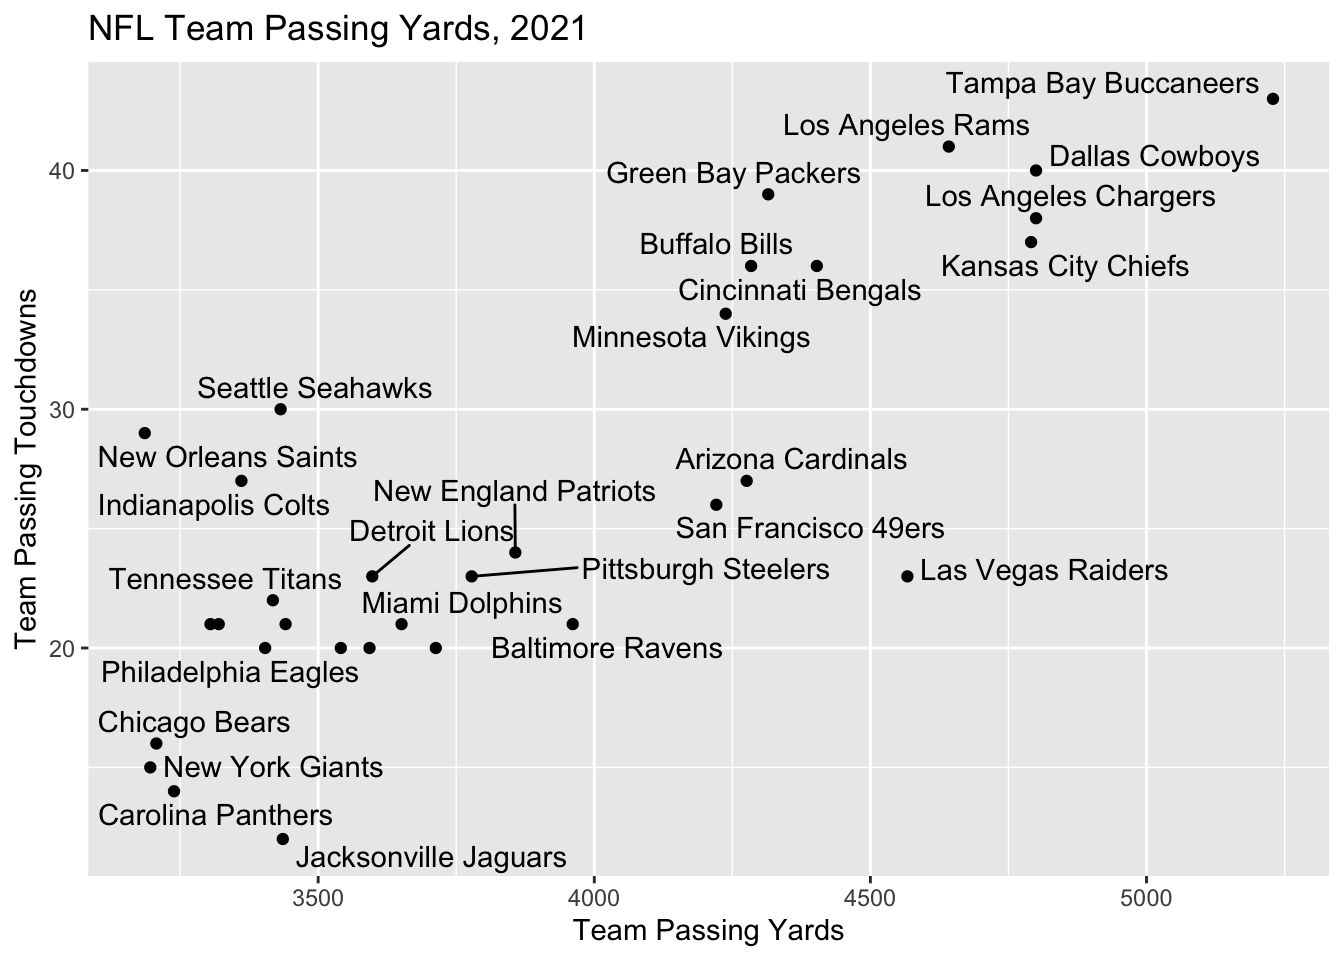 NFL Team Passing Yards, 2021
Tampa Bay Buccaneers
Los Angeles Rams
Dallas Cowboys
40
Green Bay Packers
Los Angeles Chargers
Buffalo Bills
Kansas City Chiefs
Cincinnati Bengals
Minnesota Vikings
Seattle Seahawks
30
New Orleans Saints
Arizona Cardinals
New England Patriots
Indianapolis Colts
Detroit Lions
San Francisco 49ers
Pittsburgh Steelers
Las Vegas Raiders
Tennessee Titans
Miami Dolphins
20
Baltimore Ravens
Philadelphia Eagles
Chicago Bears
New York Giants
Carolina Panthers
Jacksonville Jaguars
Team Passing Touchdowns
3500
4000
4500
5000
Team Passing Yards